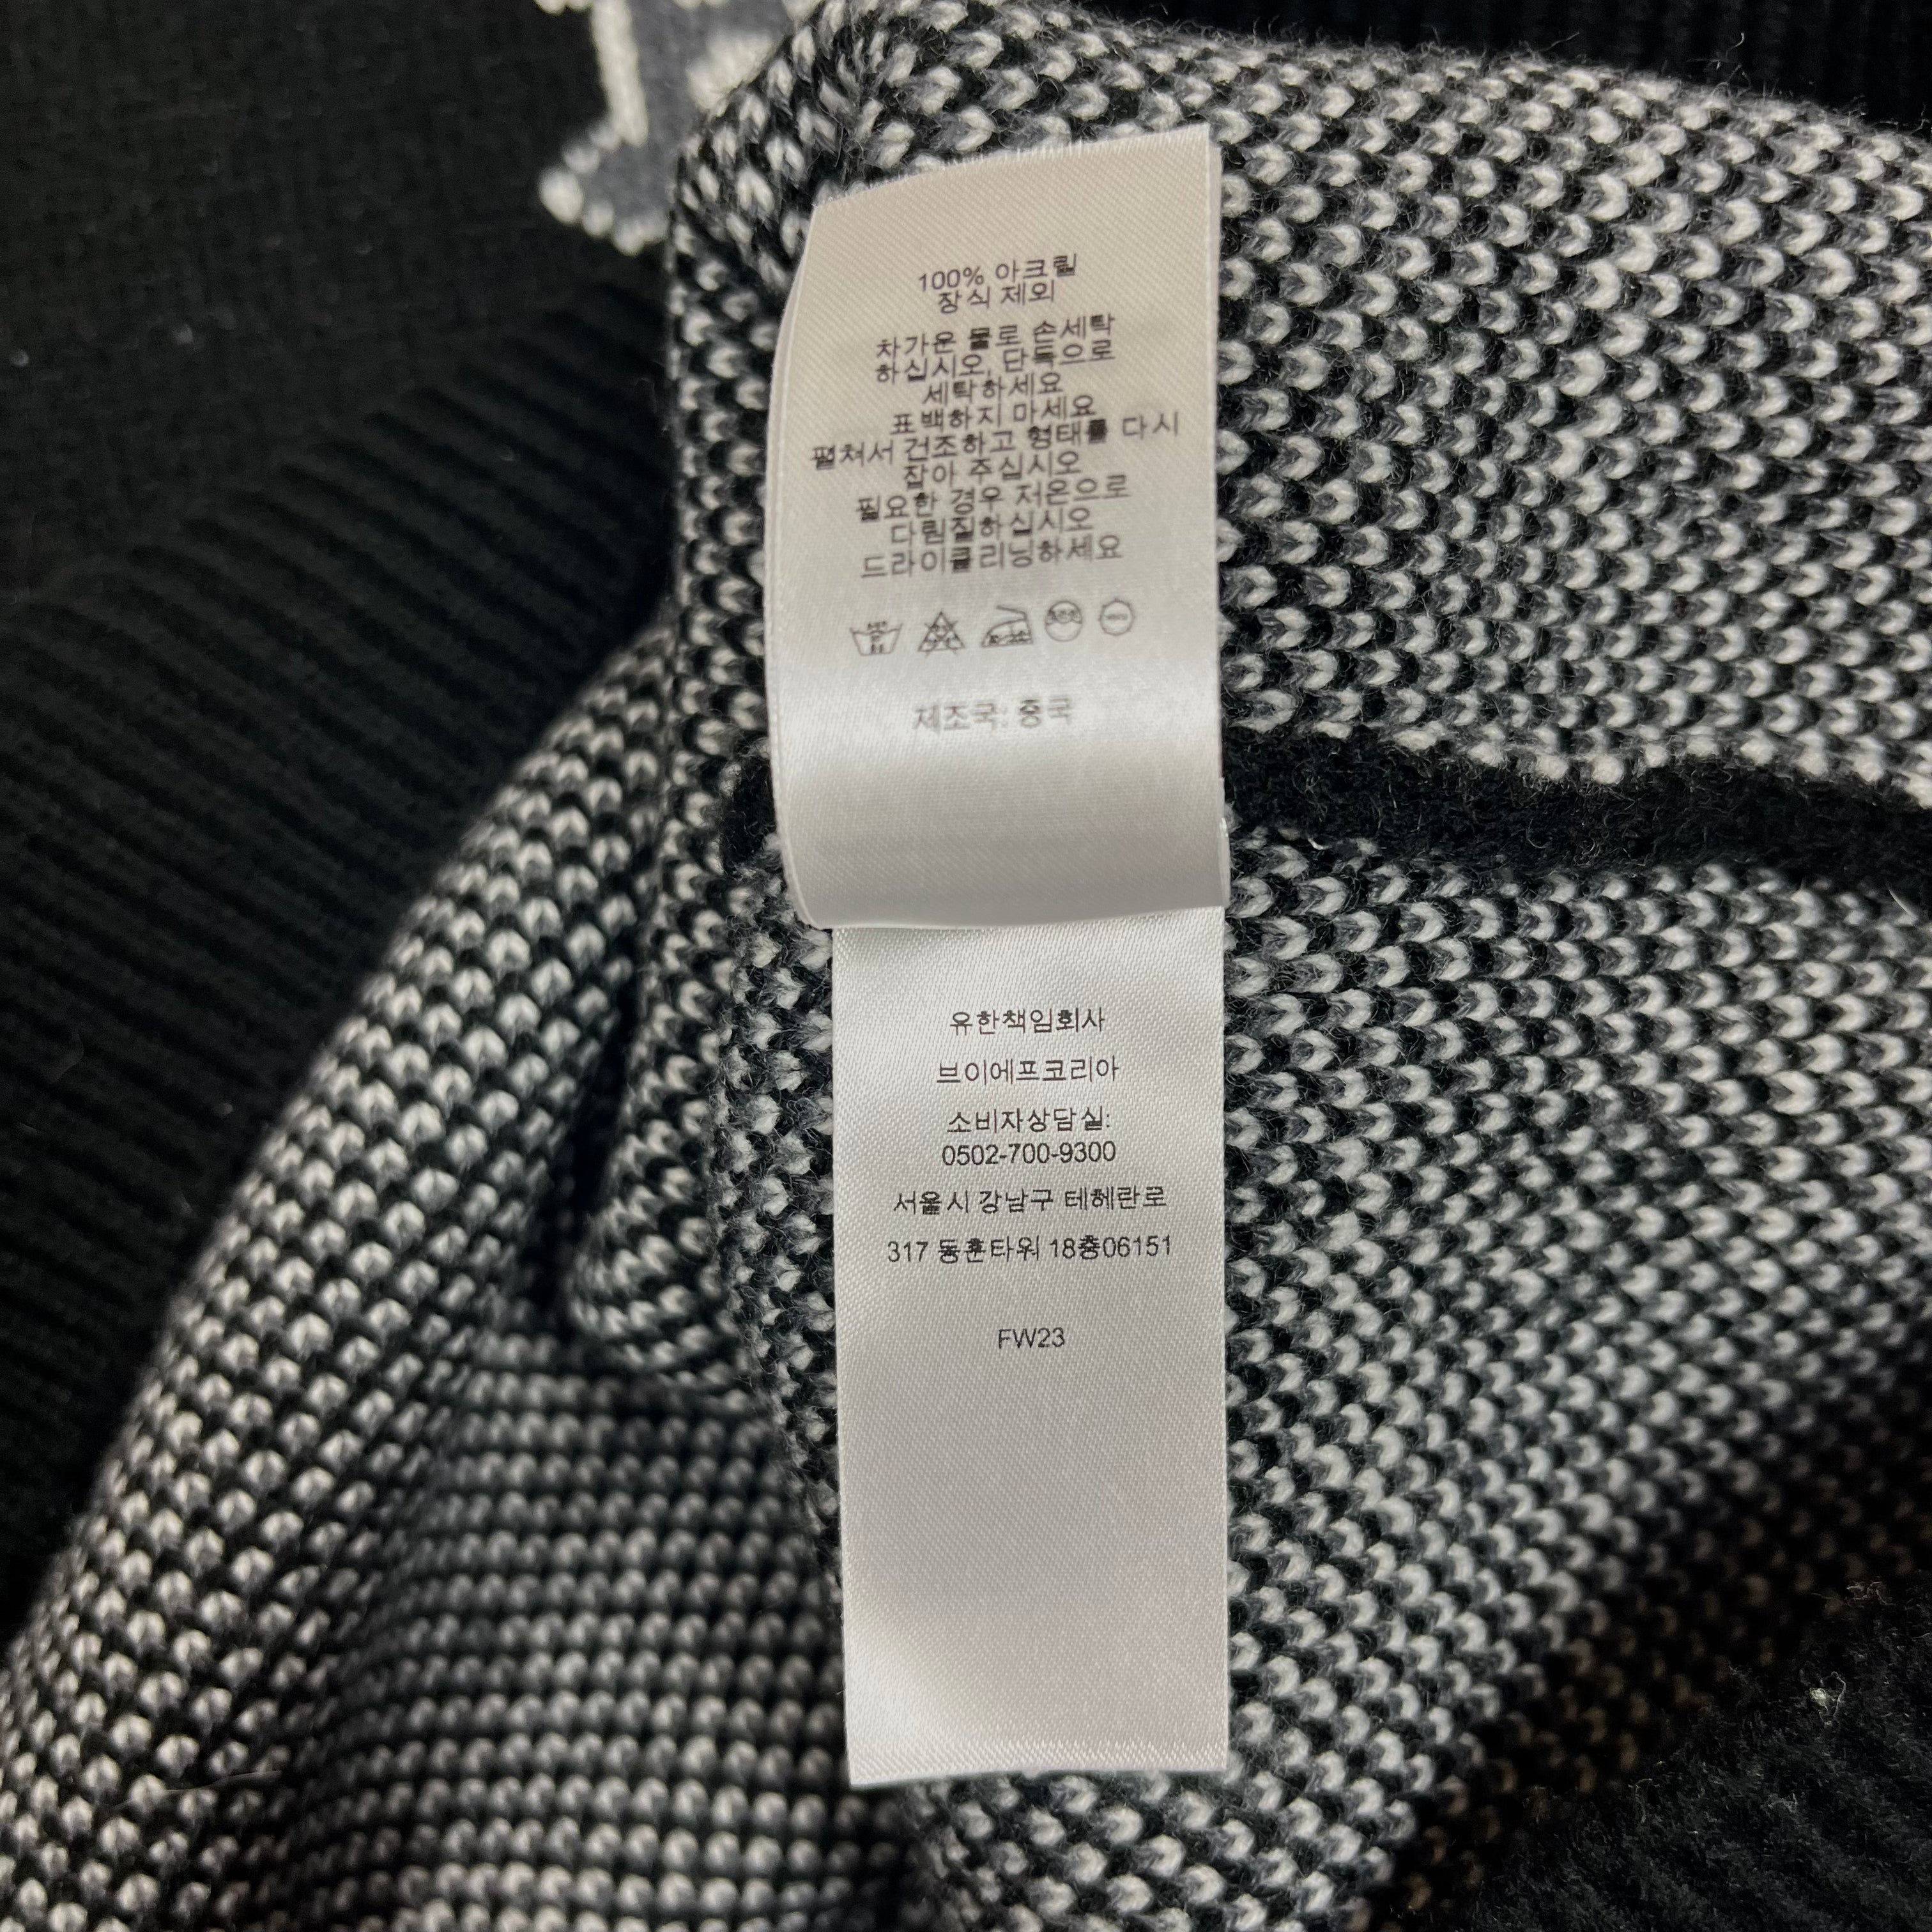 100% 아크릴
장식 제외
차가운 물로 손세탁
하십시오, 단독으로
세탁하세요
표백하지 마세요
펼쳐서 건조하고 형태를 다시
잡아 주십시오
필요한 경우 저온으로
다림질하십시오
드라이클리닝하세요
제조국: 중국
유한책임회사
브이에프코리아
소비자상담실:
0502-700-9300
서울시 강남구 테헤란로
317 동훈타워 18층06151
FW23